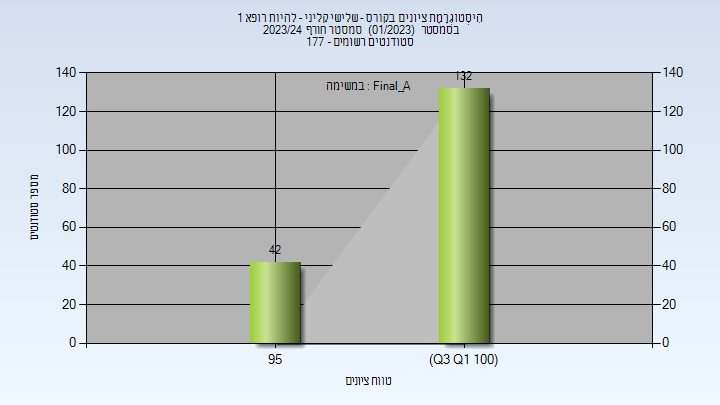 הִיסְטוֹגְרָמַת ציונים בקורס - שלישי קליני - להיות רופא 1
בסמסטר (01/2023) סמסטר חורף 2023/24
סטודנטים רשומים - 177
במשימה : Final_A
מספר סטודנטים
140
120
100
80
60
40
20
0
140
120
100
80
60
40
20
0
42
132
95
(Q3 Q1 100)
טווח ציונים